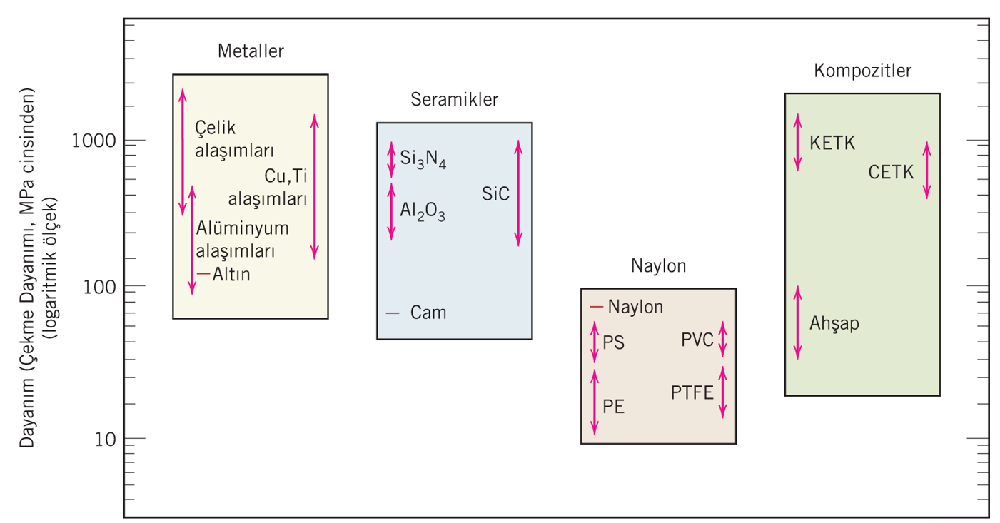 Dayanım (Çekme Dayanımı, MPa cinsinden)
(logaritmik ölçek)
1000
100
10
Metaller
Çelik
alaşımları
Cu,Ti
alaşımları
Alüminyum
alaşımları
Altın
Seramikler
Si₃N₄
Al₂O₃
SiC
Cam
Naylon
Naylon
PS
PVC
PTFE
PE
Kompozitler
KETK
CETK
Ahşap